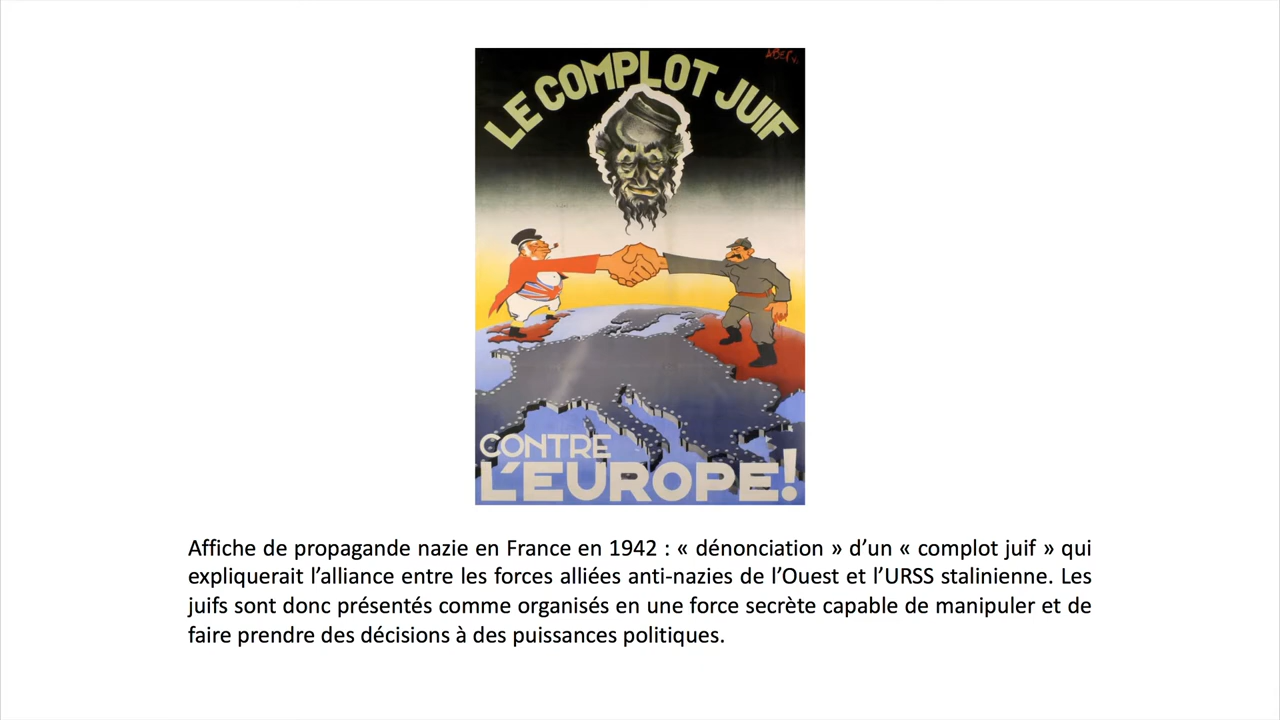 LE COMPLOT JUIF
CONTRE
L'EUROPE!
Affiche de propagande nazie en France en 1942 : « dénonciation » d’un « complot juif » qui
expliquerait l’alliance entre les forces alliées anti-nazies de l’Ouest et l’URSS stalinienne. Les
juifs sont donc présentés comme organisés en une force secrète capable de manipuler et de
faire prendre des décisions à des puissances politiques.